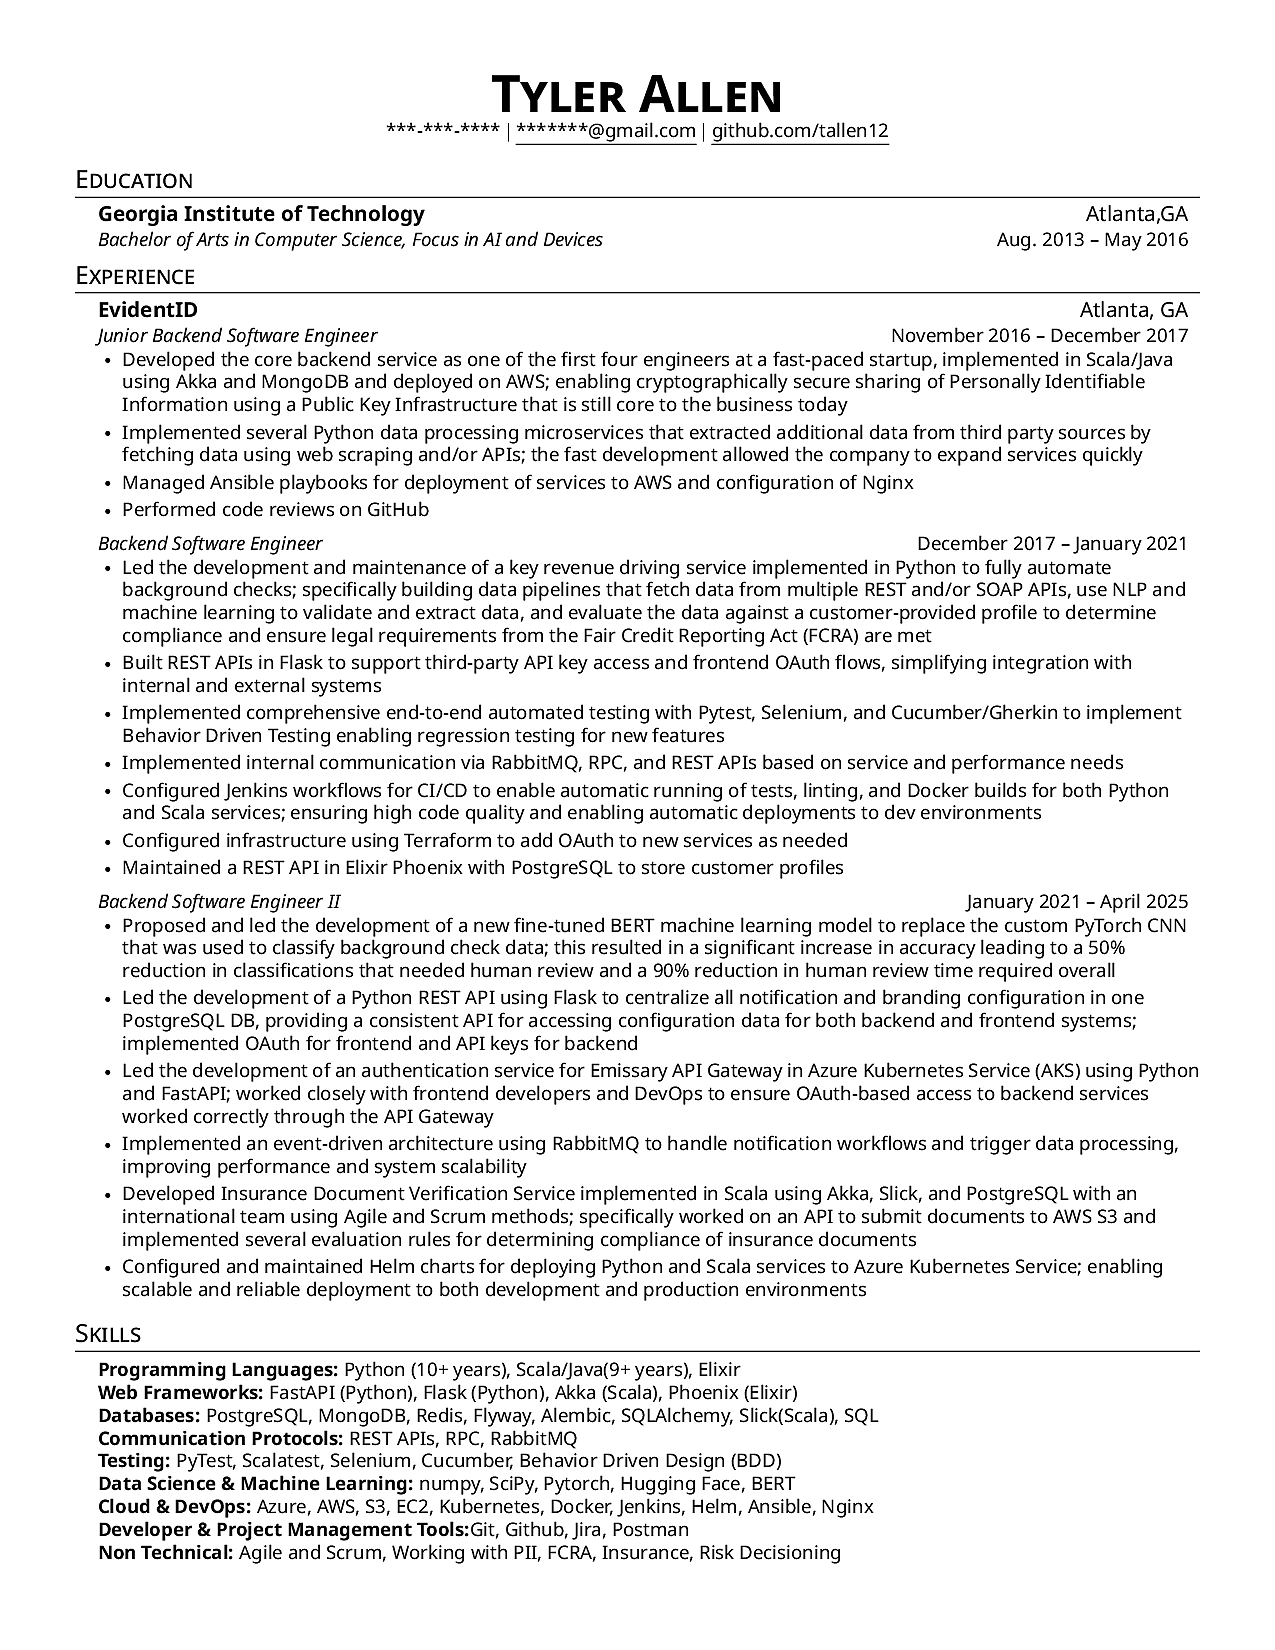 TYLER ALLEN
***-***-**** | *******@gmail.com | github.com/tallen12
EDUCATION
Georgia Institute of Technology Atlanta,GA
Bachelor of Arts in Computer Science, Focus in AI and Devices Aug. 2013 – May 2016
EXPERIENCE
EvidentID Atlanta, GA
Junior Backend Software Engineer November 2016 – December 2017
• Developed the core backend service as one of the first four engineers at a fast-paced startup, implemented in Scala/Java
using Akka and MongoDB and deployed on AWS; enabling cryptographically secure sharing of Personally Identifiable
Information using a Public Key Infrastructure that is still core to the business today
• Implemented several Python data processing microservices that extracted additional data from third party sources by
fetching data using web scraping and/or APIs; the fast development allowed the company to expand services quickly
• Managed Ansible playbooks for deployment of services to AWS and configuration of Nginx
• Performed code reviews on GitHub
Backend Software Engineer December 2017 – January 2021
• Led the development and maintenance of a key revenue driving service implemented in Python to fully automate
background checks; specifically building data pipelines that fetch data from multiple REST and/or SOAP APIs, use NLP and
machine learning to validate and extract data, and evaluate the data against a customer-provided profile to determine
compliance and ensure legal requirements from the Fair Credit Reporting Act (FCRA) are met
• Built REST APIs in Flask to support third-party API key access and frontend OAuth flows, simplifying integration with
internal and external systems
• Implemented comprehensive end-to-end automated testing with Pytest, Selenium, and Cucumber/Gherkin to implement
Behavior Driven Testing enabling regression testing for new features
• Implemented internal communication via RabbitMQ, RPC, and REST APIs based on service and performance needs
• Configured Jenkins workflows for CI/CD to enable automatic running of tests, linting, and Docker builds for both Python
and Scala services; ensuring high code quality and enabling automatic deployments to dev environments
• Configured infrastructure using Terraform to add OAuth to new services as needed
• Maintained a REST API in Elixir Phoenix with PostgreSQL to store customer profiles
Backend Software Engineer II January 2021 – April 2025
• Proposed and led the development of a new fine-tuned BERT machine learning model to replace the custom PyTorch CNN
that was used to classify background check data; this resulted in a significant increase in accuracy leading to a 50%
reduction in classifications that needed human review and a 90% reduction in human review time required overall
• Led the development of a Python REST API using Flask to centralize all notification and branding configuration in one
PostgreSQL DB, providing a consistent API for accessing configuration data for both backend and frontend systems;
implemented OAuth for frontend and API keys for backend
• Led the development of an authentication service for Emissary API Gateway in Azure Kubernetes Service (AKS) using Python
and FastAPI; worked closely with frontend developers and DevOps to ensure OAuth-based access to backend services
worked correctly through the API Gateway
• Implemented an event-driven architecture using RabbitMQ to handle notification workflows and trigger data processing,
improving performance and system scalability
• Developed Insurance Document Verification Service implemented in Scala using Akka, Slick, and PostgreSQL with an
international team using Agile and Scrum methods; specifically worked on an API to submit documents to AWS S3 and
implemented several evaluation rules for determining compliance of insurance documents
• Configured and maintained Helm charts for deploying Python and Scala services to Azure Kubernetes Service; enabling
scalable and reliable deployment to both development and production environments
SKILLS
Programming Languages: Python (10+ years), Scala/Java(9+ years), Elixir
Web Frameworks: FastAPI (Python), Flask (Python), Akka (Scala), Phoenix (Elixir)
Databases: PostgreSQL, MongoDB, Redis, Flyway, Alembic, SQLAlchemy, Slick(Scala), SQL
Communication Protocols: REST APIs, RPC, RabbitMQ
Testing: PyTest, Scalatest, Selenium, Cucumber, Behavior Driven Design (BDD)
Data Science & Machine Learning: numpy, SciPy, Pytorch, Hugging Face, BERT
Cloud & DevOps: Azure, AWS, S3, EC2, Kubernetes, Docker, Jenkins, Helm, Ansible, Nginx
Developer & Project Management Tools:Git, Github, Jira, Postman
Non Technical: Agile and Scrum, Working with PII, FCRA, Insurance, Risk Decisioning